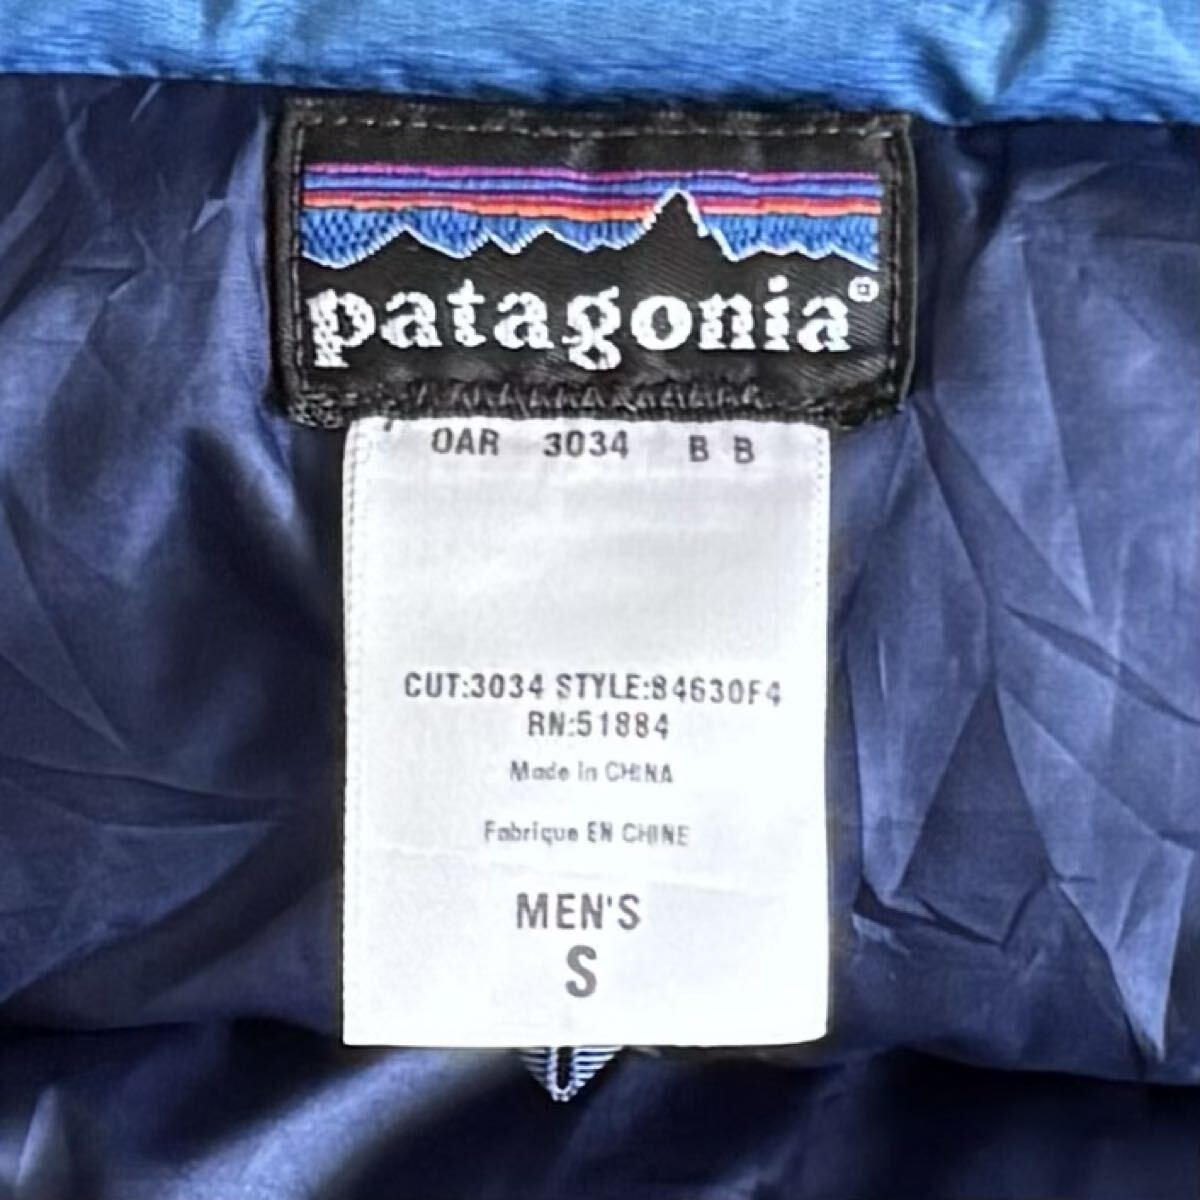 patagonia®
OAR 3034 B B
CUT:3034 STYLE:84630F4
RN:51884
Made in CHINA
Fabrique EN CHINE
MEN'S
S